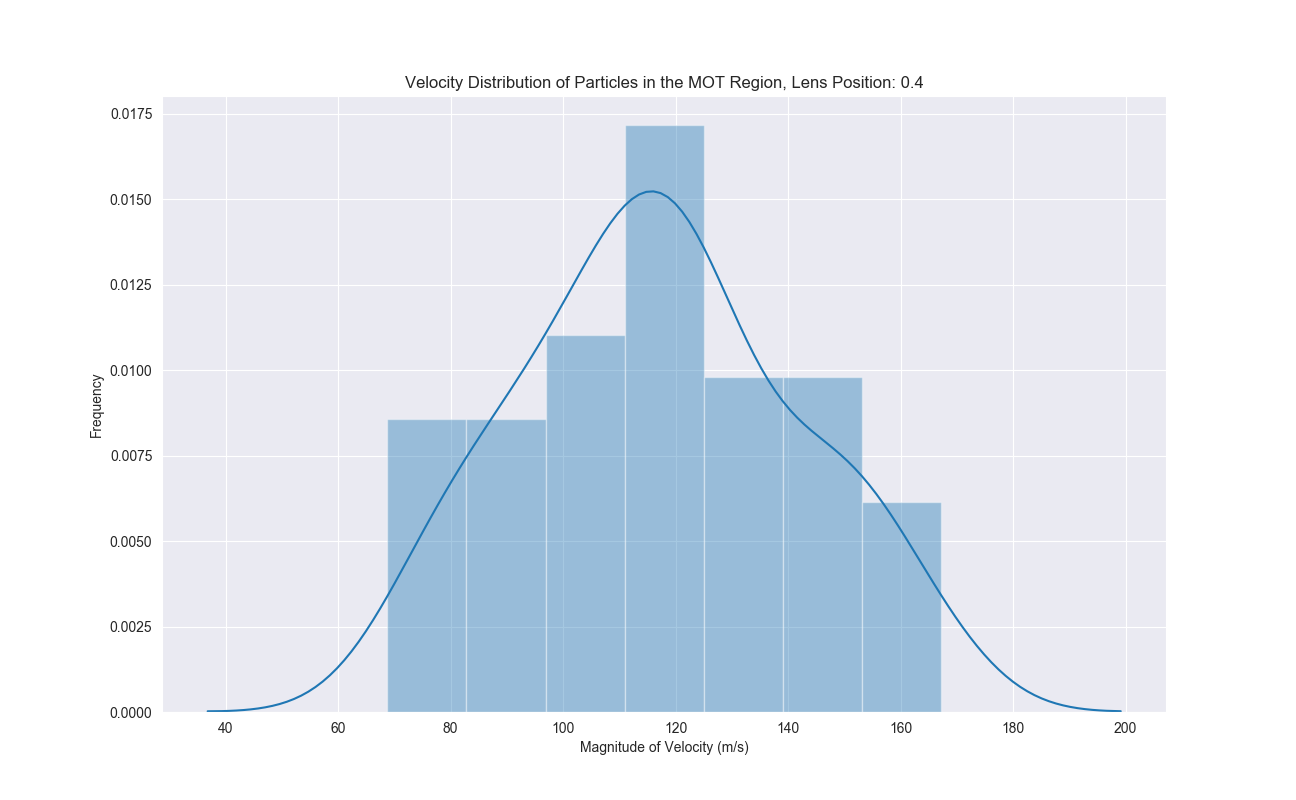 Velocity Distribution of Particles in the MOT Region, Lens Position: 0.4
0.0175
0.0150
0.0125
0.0100
0.0075
0.0050
0.0025
0.0000
Frequency
40 60 80 100 120 140 160 180 200
Magnitude of Velocity (m/s)